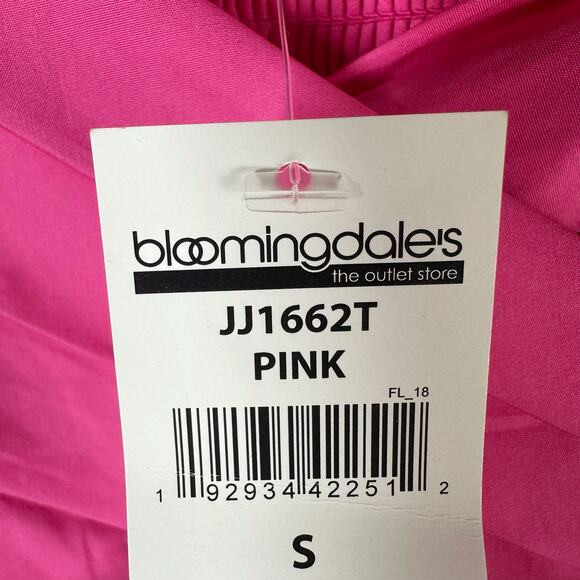 bloomingdale's
the outlet store
JJ1662T
PINK
FL_18
1 92934 42251 2
S